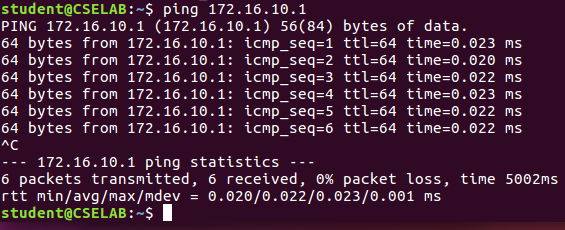 student@CSELAB:~$ ping 172.16.10.1
PING 172.16.10.1 (172.16.10.1) 56(84) bytes of data.
64 bytes from 172.16.10.1: icmp_seq=1 ttl=64 time=0.023 ms
64 bytes from 172.16.10.1: icmp_seq=2 ttl=64 time=0.020 ms
64 bytes from 172.16.10.1: icmp_seq=3 ttl=64 time=0.022 ms
64 bytes from 172.16.10.1: icmp_seq=4 ttl=64 time=0.023 ms
64 bytes from 172.16.10.1: icmp_seq=5 ttl=64 time=0.022 ms
64 bytes from 172.16.10.1: icmp_seq=6 ttl=64 time=0.022 ms
^C
--- 172.16.10.1 ping statistics ---
6 packets transmitted, 6 received, 0% packet loss, time 5002ms
rtt min/avg/max/mdev = 0.020/0.022/0.023/0.001 ms
student@CSELAB:~$